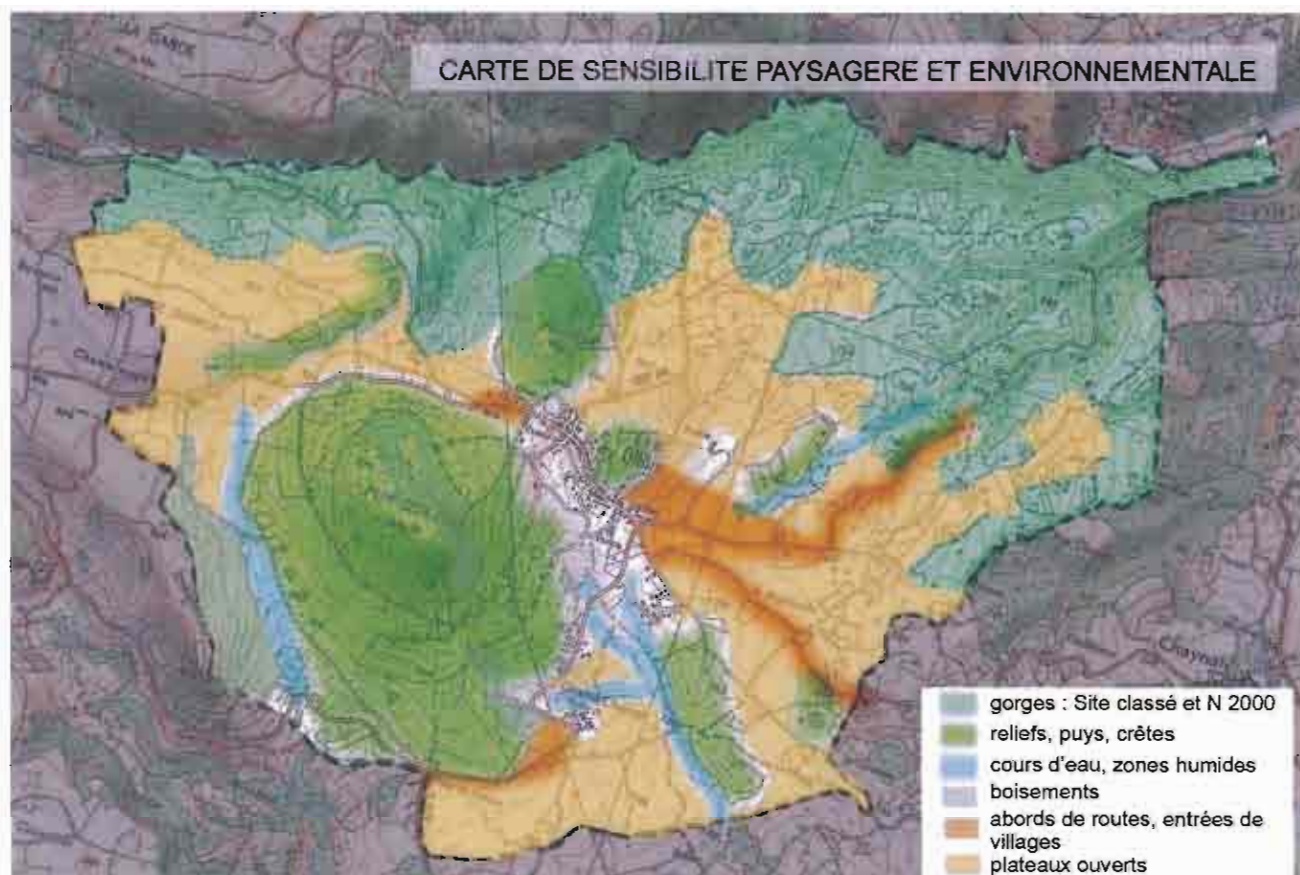 CARTE DE SENSIBILITE PAYSAGERE ET ENVIRONNEMENTALE
gorges : Site classé et N 2000
reliefs, puys, crêtes
cours d'eau, zones humides
boisements
abords de routes, entrées de
villages
plateaux ouverts